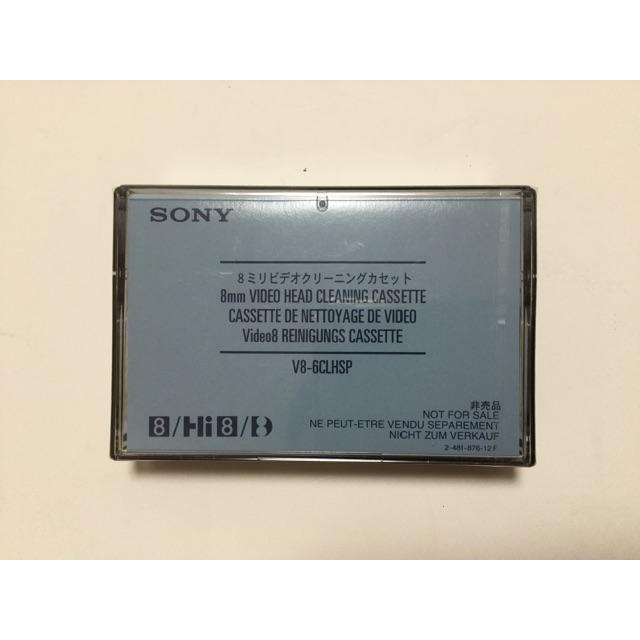 SONY
8ミリビデオクリーニングカセット
8mm VIDEO HEAD CLEANING CASSETTE
CASSETTE DE NETTOYAGE DE VIDEO
Video8 REINIGUNGS CASSETTE
V8-6CLHSP
8/Hi8/D
非売品
NOT FOR SALE
NE PEUT-ETRE VENDU SEPAREMENT
NICHT ZUM VERKAUF
2-481-876-12 F